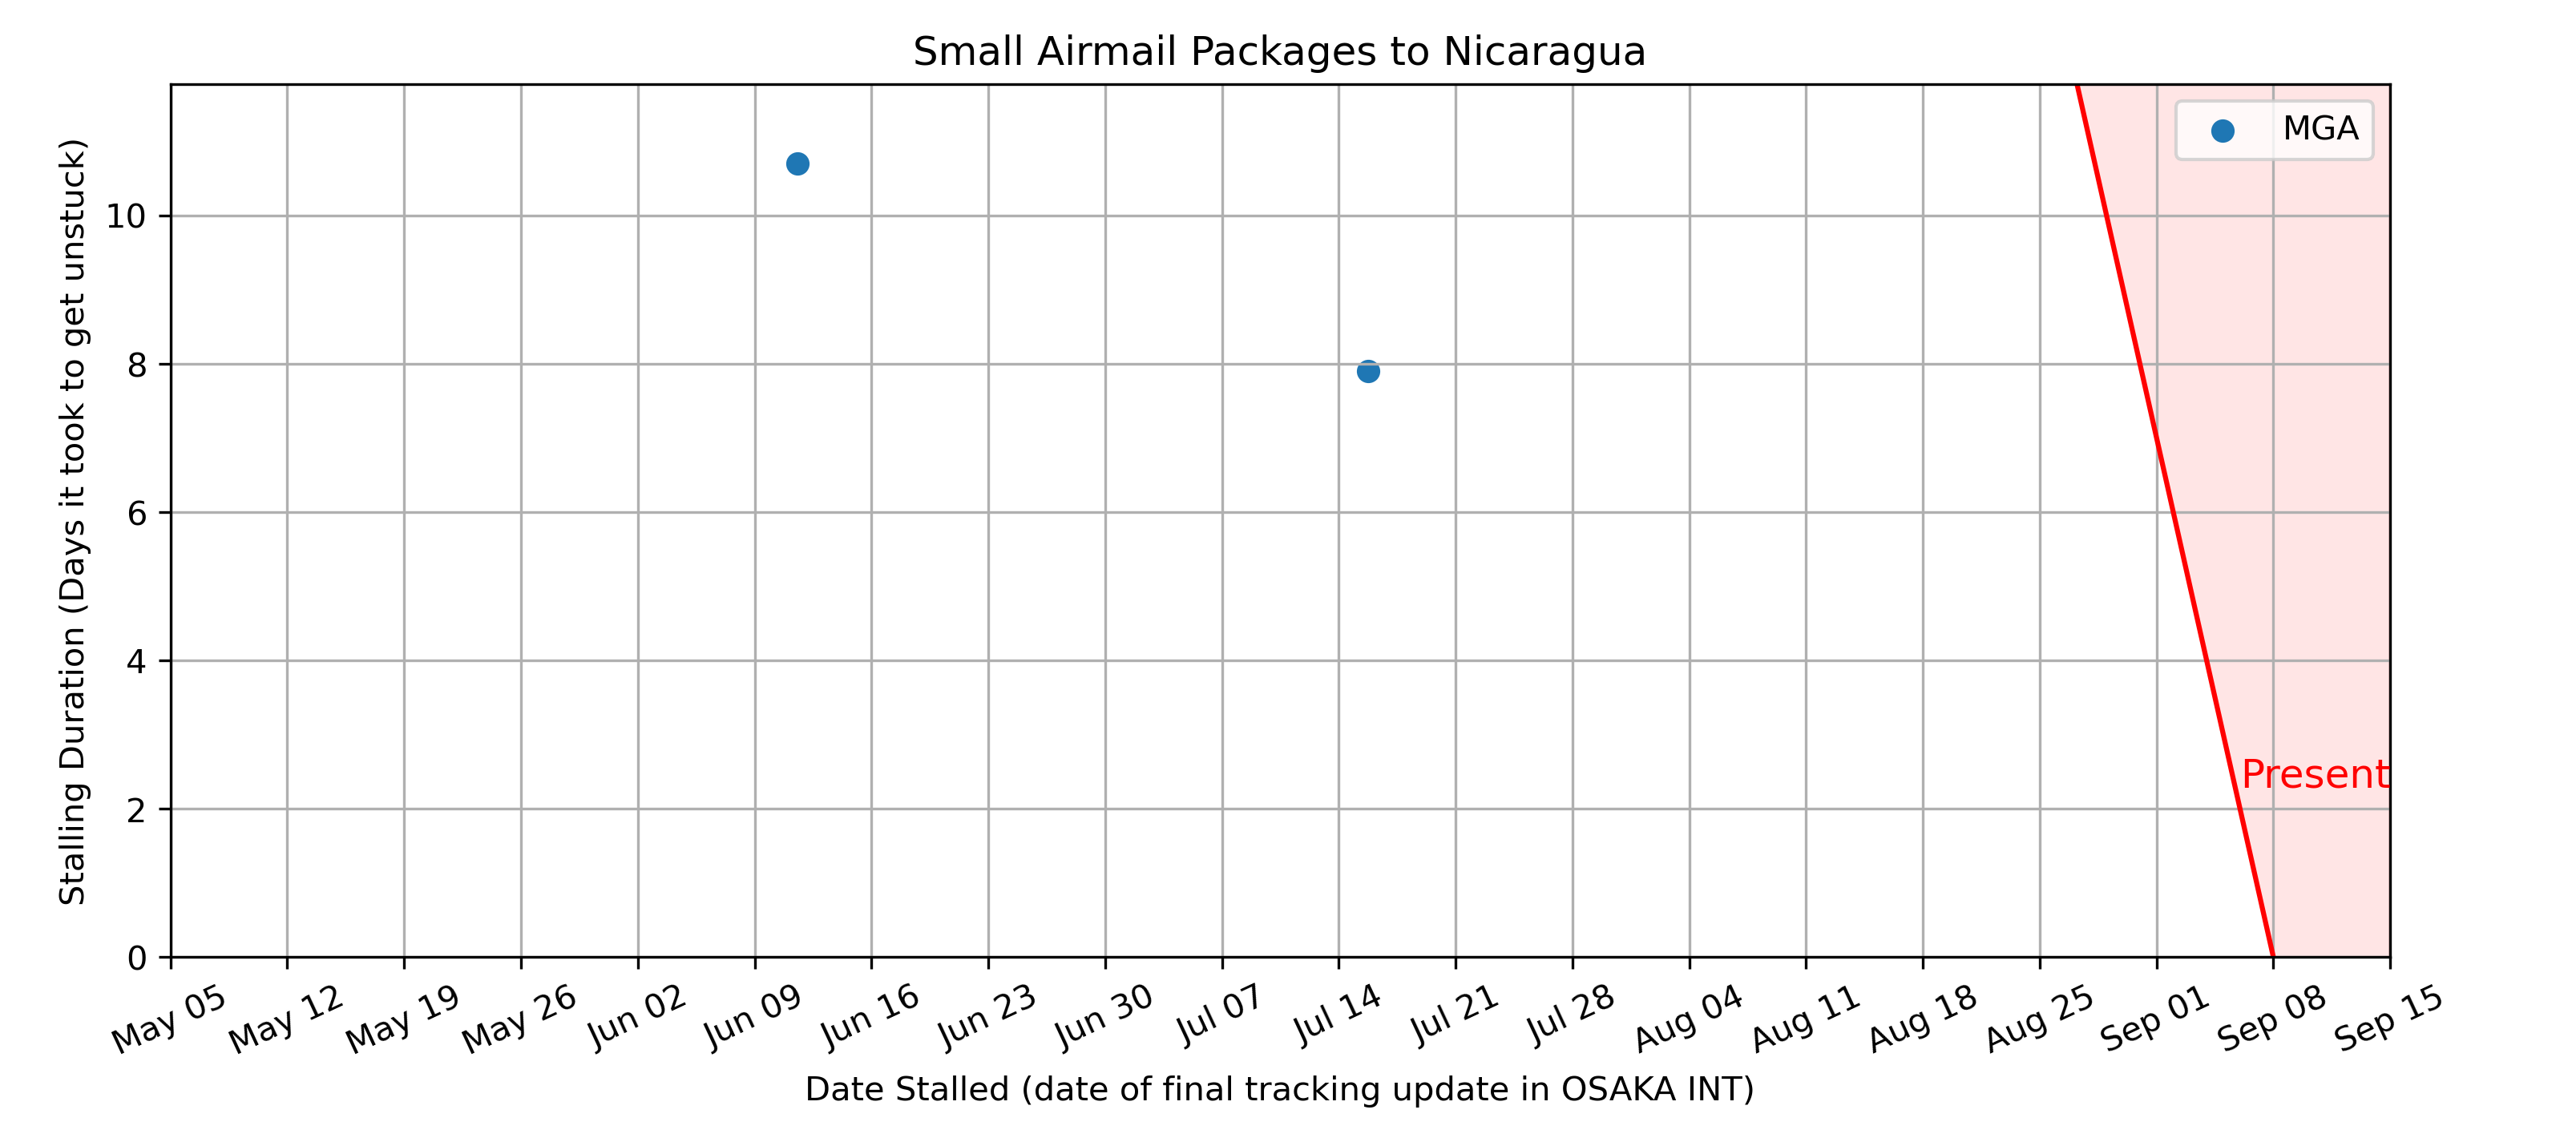 Small Airmail Packages to Nicaragua
MGA
Stalling Duration (Days it took to get unstuck)
10
8
6
4
2
0
Present
May 05
May 12
May 19
May 26
Jun 02
Jun 09
Jun 16
Jun 23
Jun 30
Jul 07
Jul 14
Jul 21
Jul 28
Aug 04
Aug 11
Aug 18
Aug 25
Sep 01
Sep 08
Sep 15
Date Stalled (date of final tracking update in OSAKA INT)